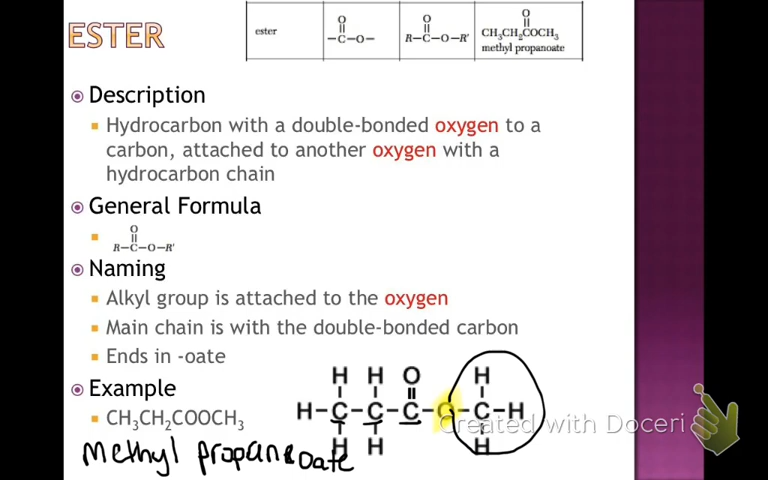 ESTER
ester
O
‖
–C–O–
O
‖
R–C–O–R'
O
‖
CH₃CH₂COCH₃
methyl propanoate
Description
Hydrocarbon with a double-bonded oxygen to a
carbon, attached to another oxygen with a
hydrocarbon chain
General Formula
O
‖
R–C–O–R'
Naming
Alkyl group is attached to the oxygen
Main chain is with the double-bonded carbon
Ends in -oate
Example
CH₃CH₂COOCH₃
H H O H
H–C–C–C–O–C–H
H H H
Created with Doceri
Methyl propanoate